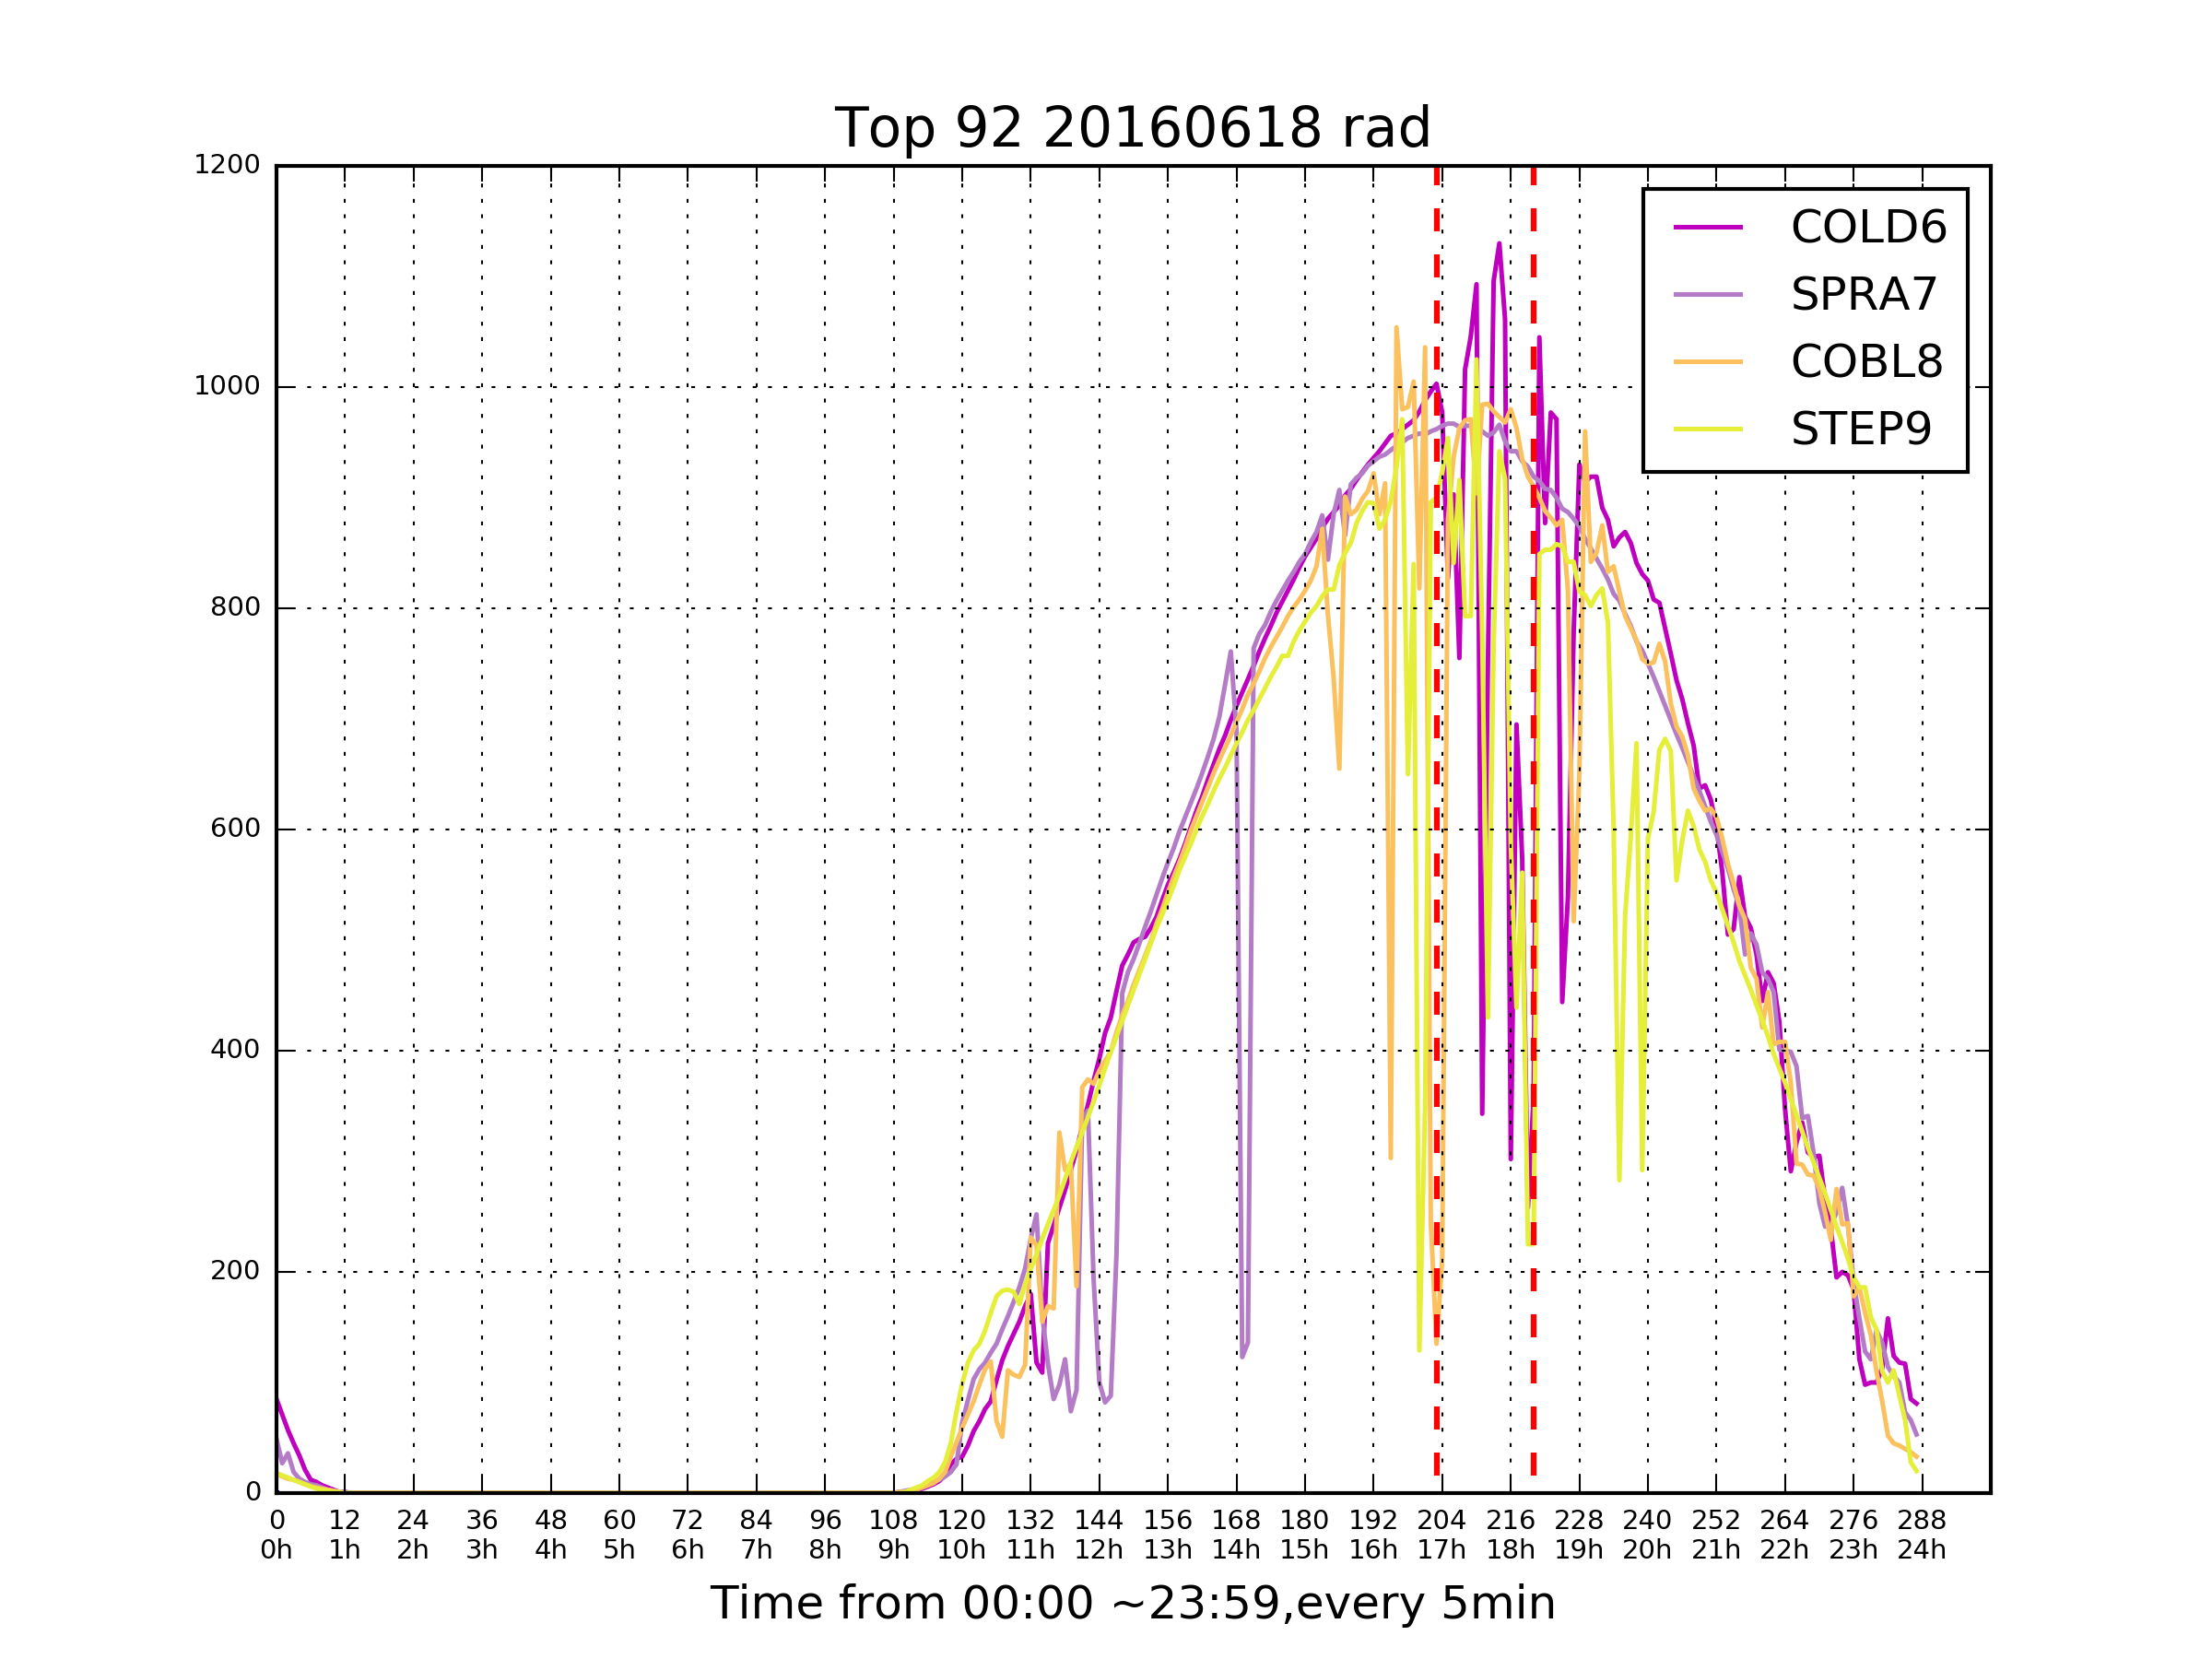 Top 92 20160618 rad
1200
1000
800
600
400
200
0
COLD6
SPRA7
COBL8
STEP9
0 12 24 36 48 60 72 84 96 108 120 132 144 156 168 180 192 204 216 228 240 252 264 276 288
0h 1h 2h 3h 4h 5h 6h 7h 8h 9h 10h 11h 12h 13h 14h 15h 16h 17h 18h 19h 20h 21h 22h 23h 24h
Time from 00:00 ~23:59,every 5min